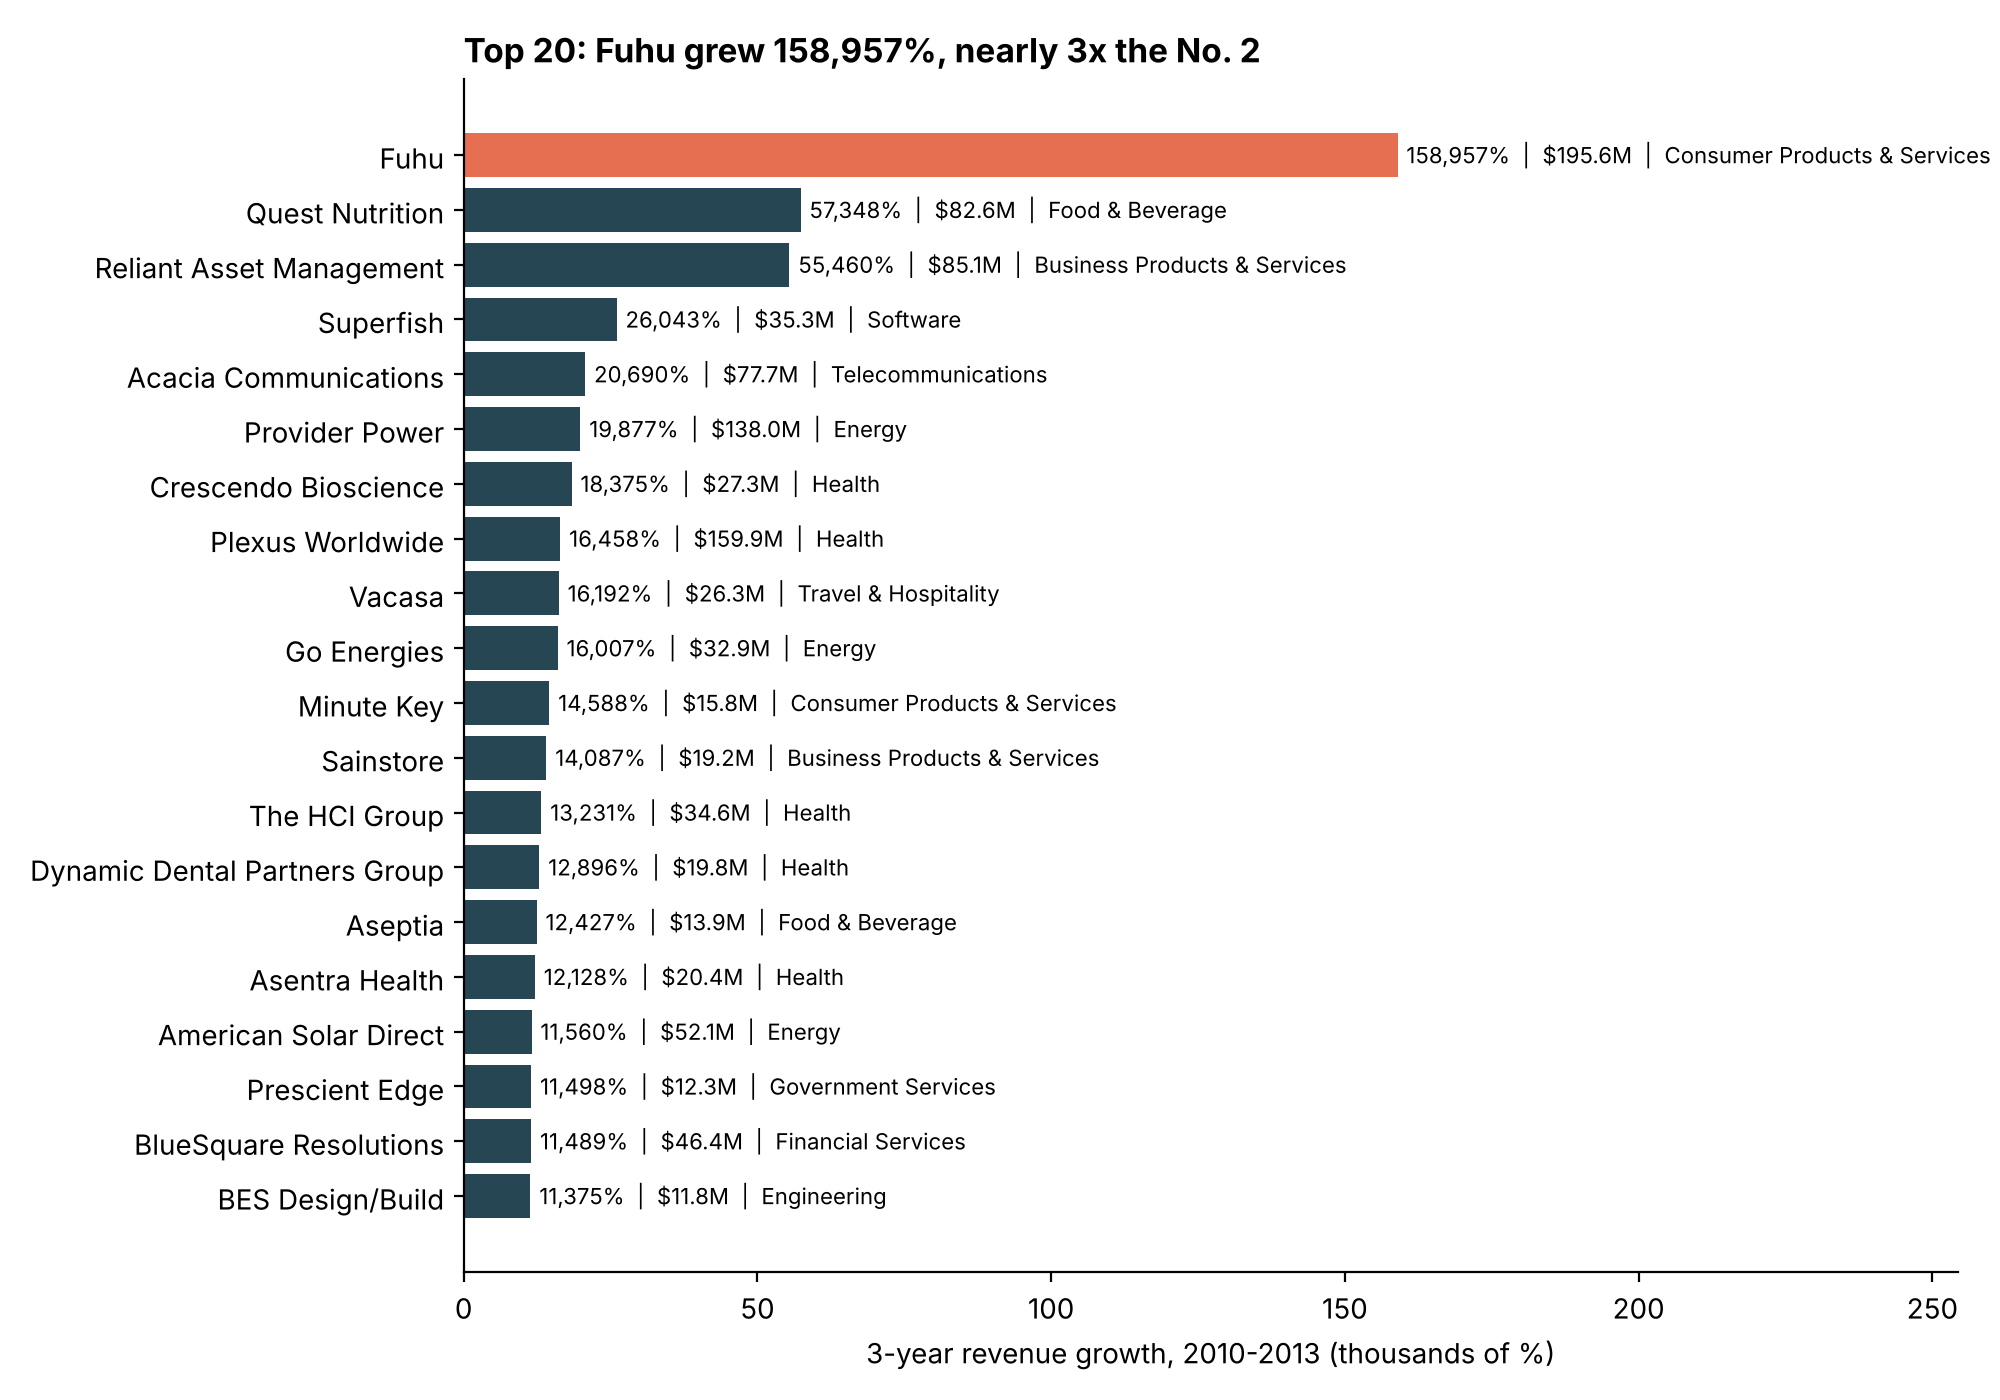 Top 20: Fuhu grew 158,957%, nearly 3x the No. 2
Fuhu 158,957% | $195.6M | Consumer Products & Services
Quest Nutrition 57,348% | $82.6M | Food & Beverage
Reliant Asset Management 55,460% | $85.1M | Business Products & Services
Superfish 26,043% | $35.3M | Software
Acacia Communications 20,690% | $77.7M | Telecommunications
Provider Power 19,877% | $138.0M | Energy
Crescendo Bioscience 18,375% | $27.3M | Health
Plexus Worldwide 16,458% | $159.9M | Health
Vacasa 16,192% | $26.3M | Travel & Hospitality
Go Energies 16,007% | $32.9M | Energy
Minute Key 14,588% | $15.8M | Consumer Products & Services
Sainstore 14,087% | $19.2M | Business Products & Services
The HCI Group 13,231% | $34.6M | Health
Dynamic Dental Partners Group 12,896% | $19.8M | Health
Aseptia 12,427% | $13.9M | Food & Beverage
Asentra Health 12,128% | $20.4M | Health
American Solar Direct 11,560% | $52.1M | Energy
Prescient Edge 11,498% | $12.3M | Government Services
BlueSquare Resolutions 11,489% | $46.4M | Financial Services
BES Design/Build 11,375% | $11.8M | Engineering
0 50 100 150 200 250
3-year revenue growth, 2010-2013 (thousands of %)